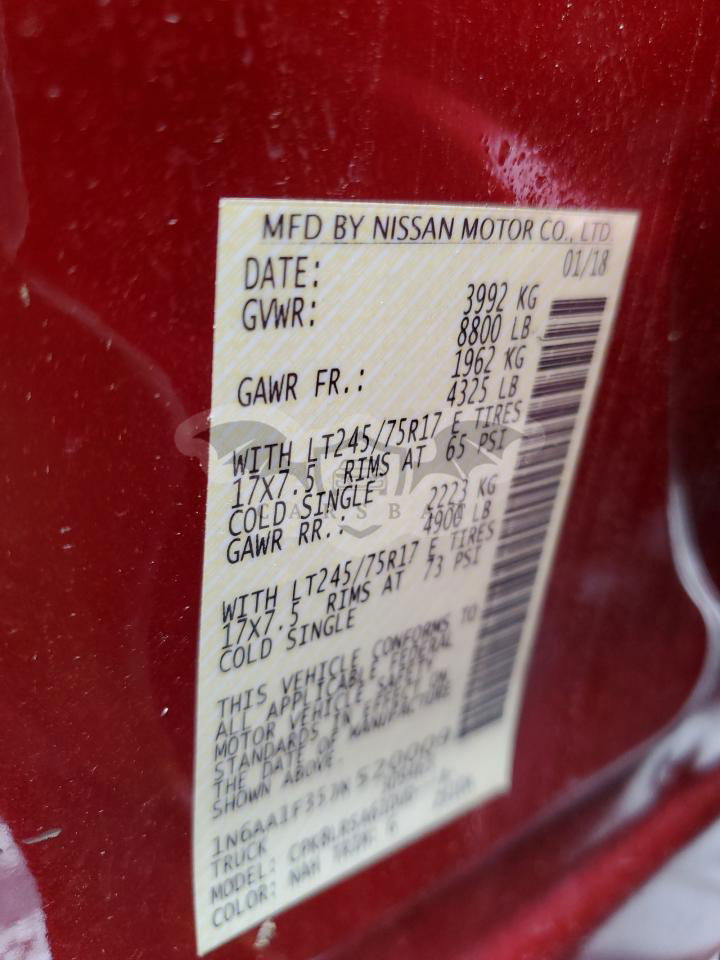 MFD BY NISSAN MOTOR CO., LTD
DATE: 01/18
GVWR: 3992 KG
8800 LB
GAWR FR.: 1962 KG
4325 LB
WITH LT245/75R17 E TIRES
17X7.5 RIMS AT 65 PSI
COLD SINGLE
GAWR RR.: 2223 KG
4900 LB
WITH LT245/75R17 E TIRES
17X7.5 RIMS AT 73 PSI
COLD SINGLE
THIS VEHICLE CONFORMS TO
ALL APPLICABLE FEDERAL
MOTOR VEHICLE SAFETY
STANDARDS IN EFFECT ON
THE DATE OF MANUFACTURE
SHOWN ABOVE.
TRUCK
MODEL:
COLOR: NAH TRIM: G